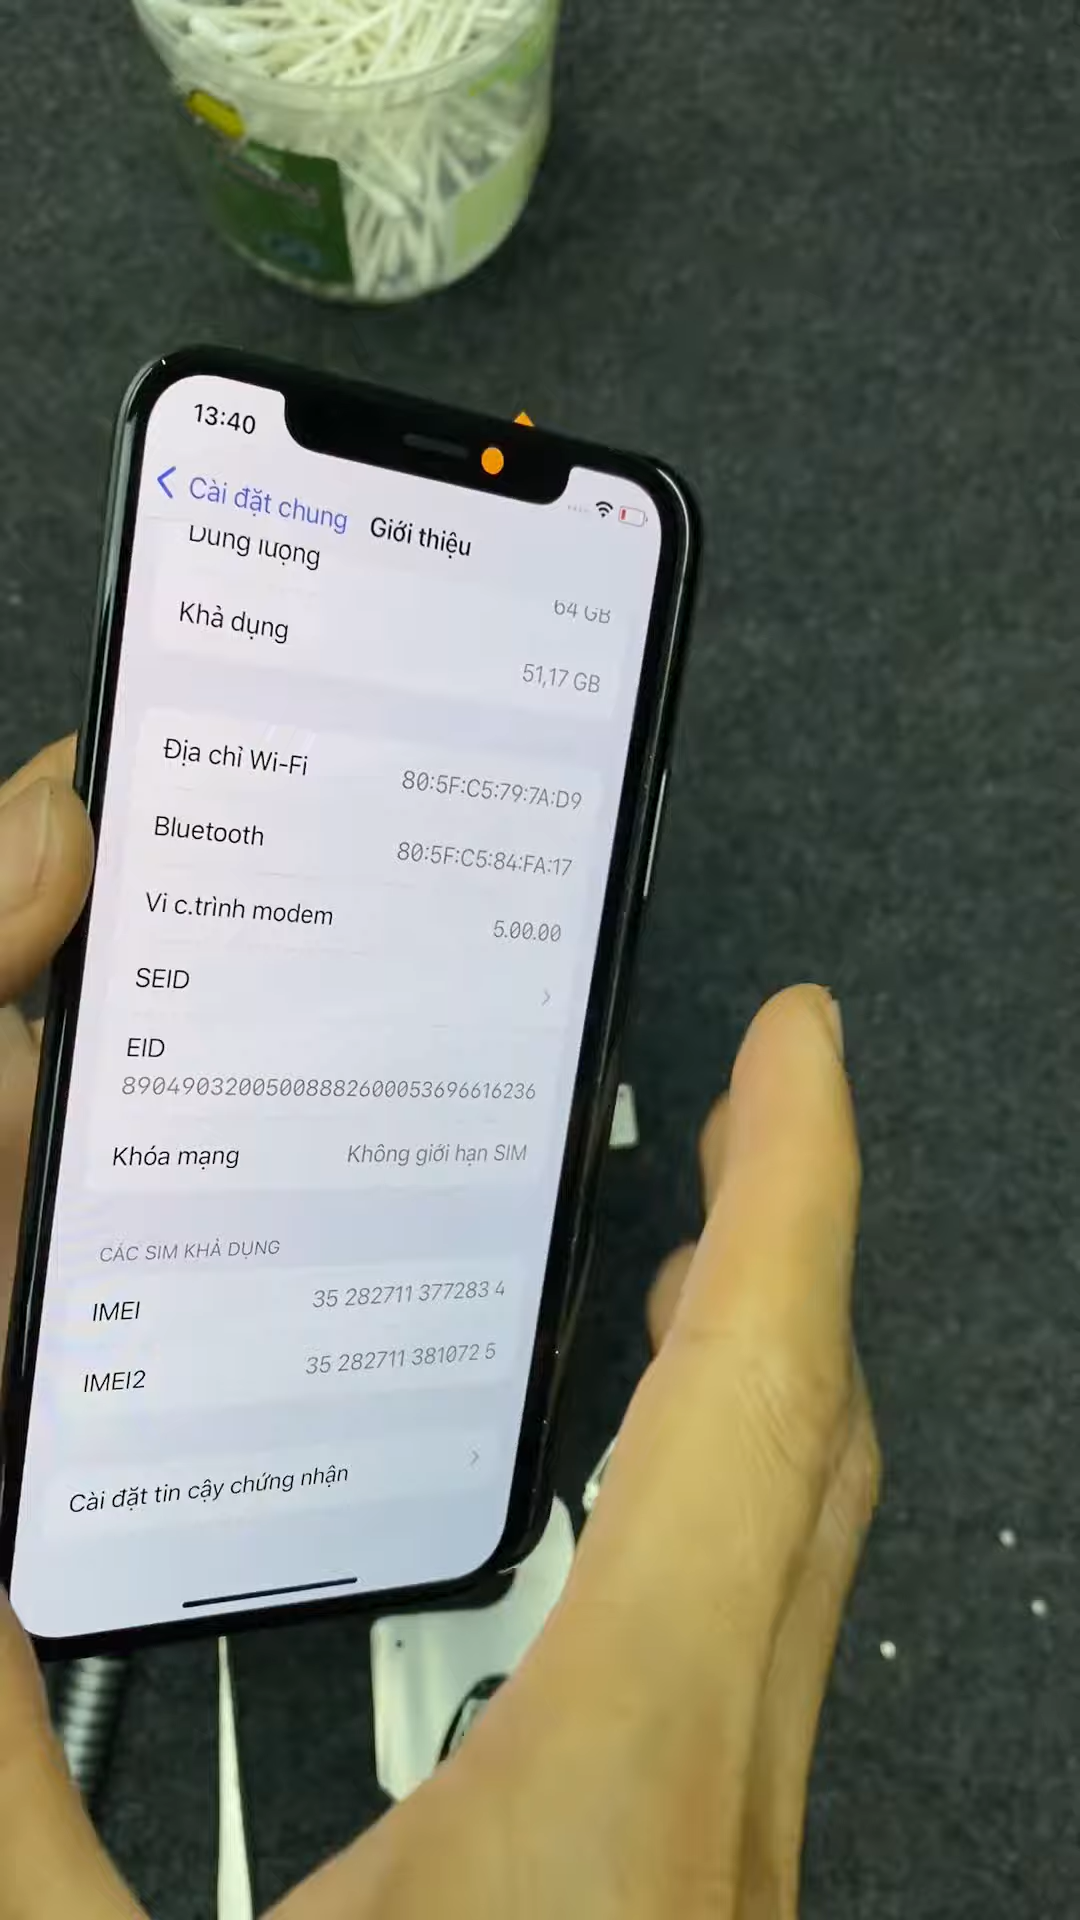 13:40
Cài đặt chung
Giới thiệu
Dung lượng
64 GB
Khả dụng
51,17 GB
Địa chỉ Wi-Fi
80:5F:C5:79:7A:D9
Bluetooth
80:5F:C5:84:FA:17
Vi c.trình modem
5.00.00
SEID
EID
89049032005008882600053696616236
Khóa mạng
Không giới hạn SIM
CÁC SIM KHẢ DỤNG
IMEI
35 282711 377283 4
IMEI2
35 282711 381072 5
Cài đặt tin cậy chứng nhận